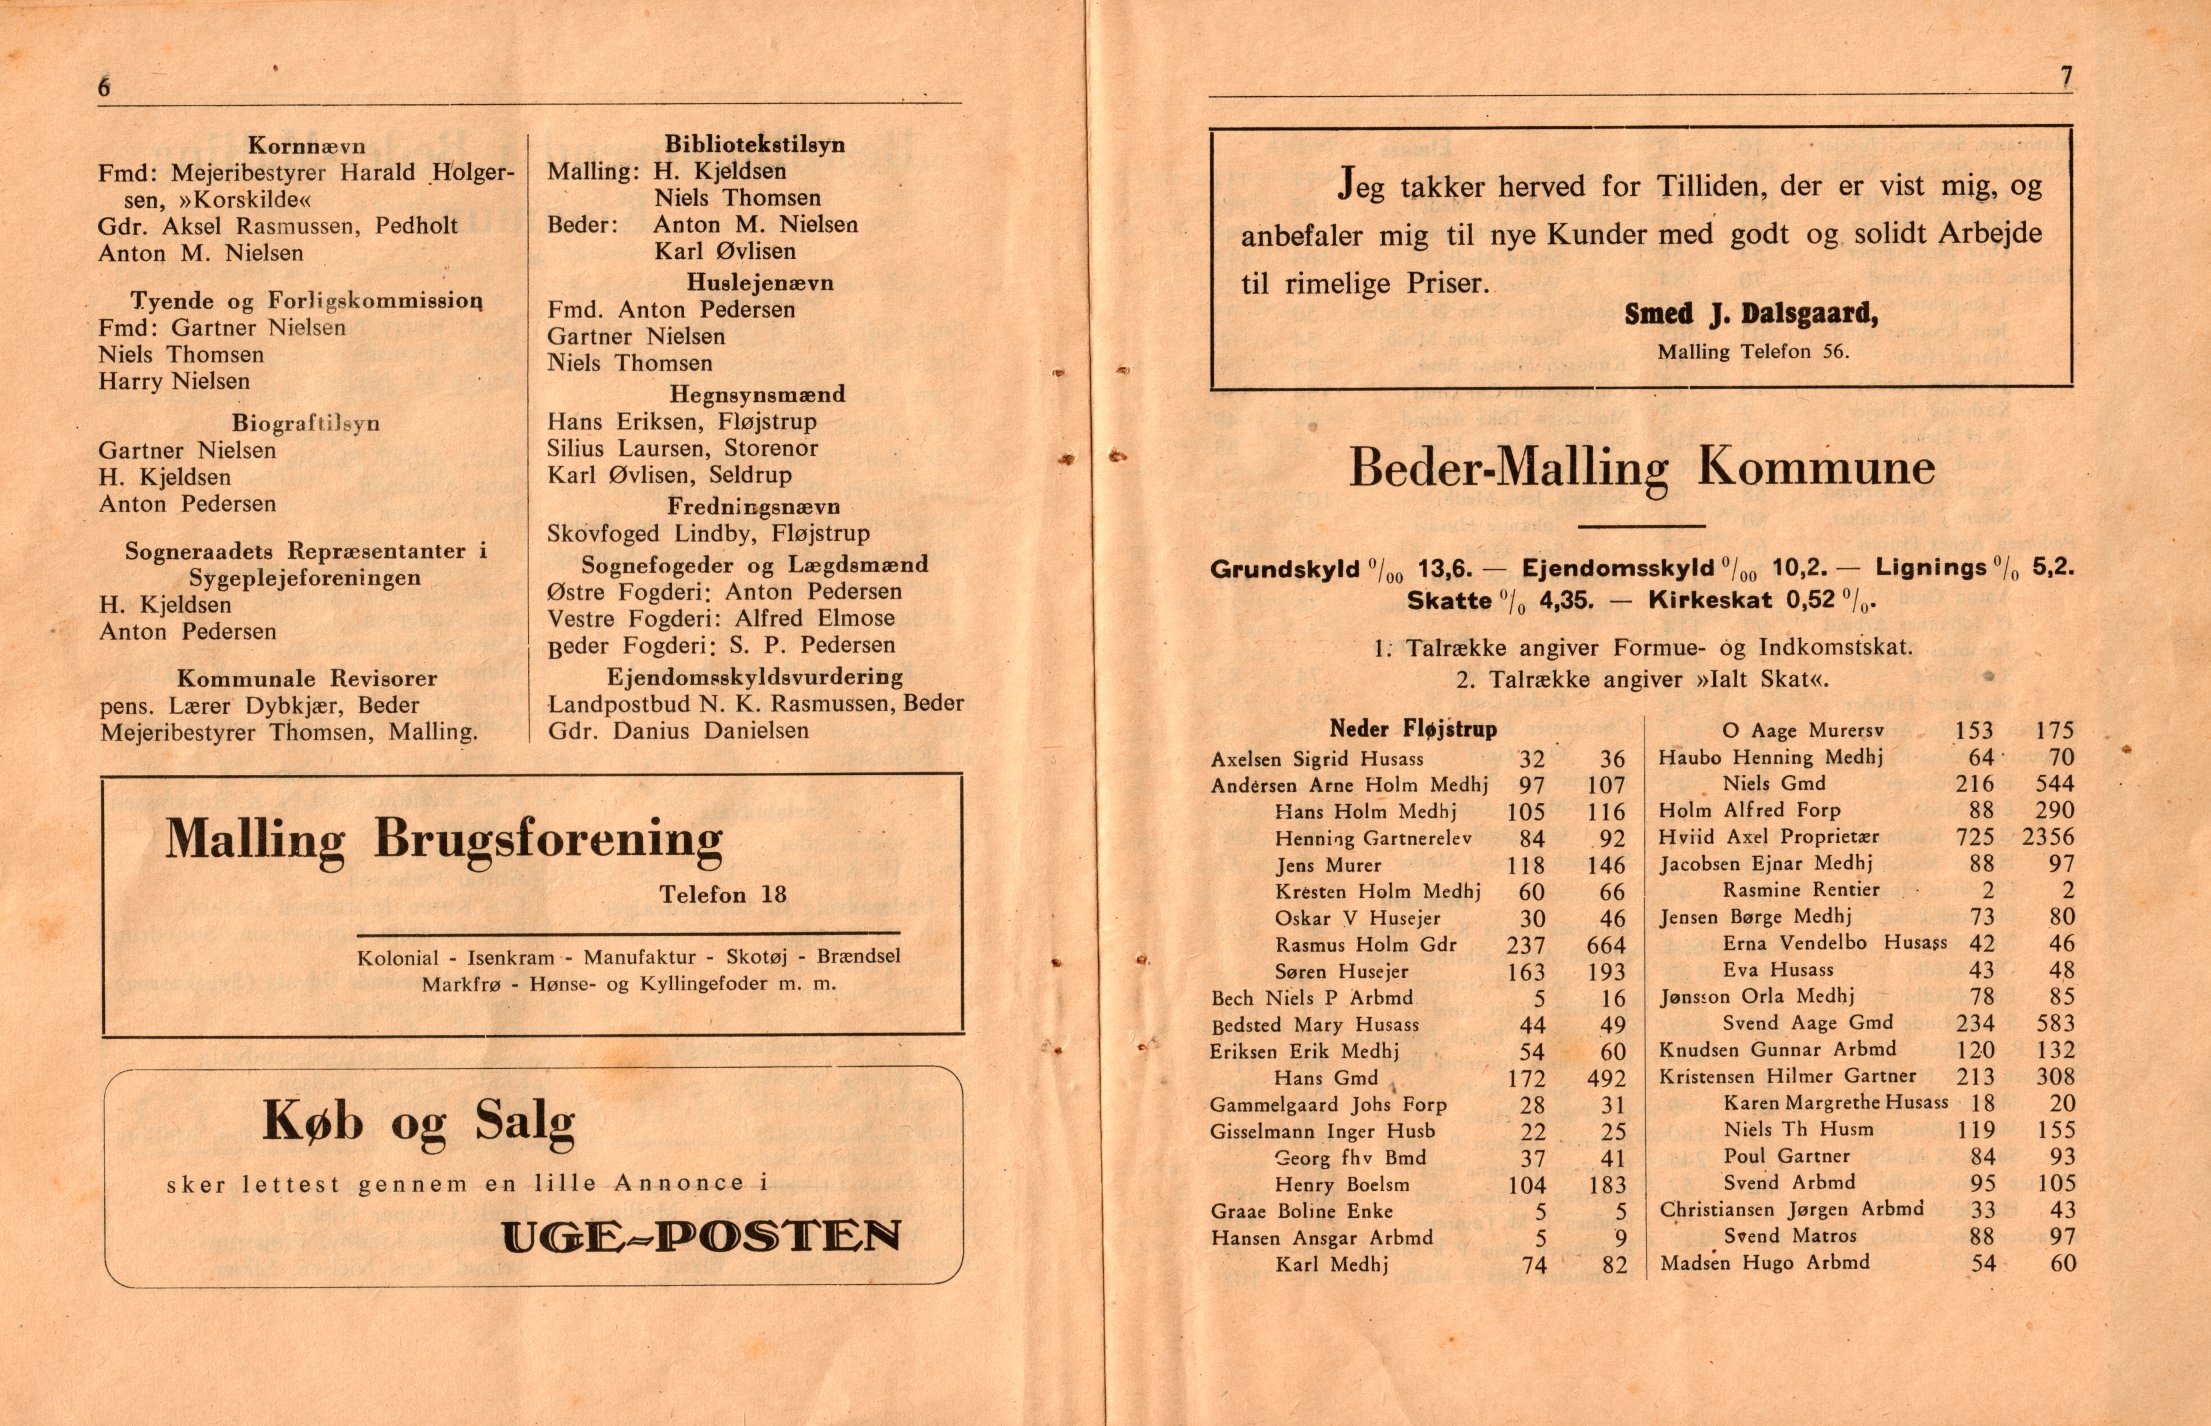 6
Kornnævn
Fmd: Mejeribestyrer Harald Holger-
sen, »Korskilde«
Gdr. Aksel Rasmussen, Pedholt
Anton M. Nielsen
Tyende og Forligskommission
Fmd: Gartner Nielsen
Niels Thomsen
Harry Nielsen
Biograftilsyn
Gartner Nielsen
H. Kjeldsen
Anton Pedersen
Sogneraadets Repræsentanter i
Sygeplejeforeningen
H. Kjeldsen
Anton Pedersen
Kommunale Revisorer
pens. Lærer Dybkjær, Beder
Mejeribestyrer Thomsen, Malling.
Bibliotekstilsyn
Malling: H. Kjeldsen
Niels Thomsen
Beder: Anton M. Nielsen
Karl Øvlisen
Huslejenævn
Fmd. Anton Pedersen
Gartner Nielsen
Niels Thomsen
Hegnsynsmænd
Hans Eriksen, Fløjstrup
Silius Laursen, Storenor
Karl Øvlisen, Seldrup
Fredningsnævn
Skovfoged Lindby, Fløjstrup
Sognefogeder og Lægdsmænd
Østre Fogderi: Anton Pedersen
Vestre Fogderi: Alfred Elmose
Beder Fogderi: S. P. Pedersen
Ejendomsskyldsvurdering
Landpostbud N. K. Rasmussen, Beder
Gdr. Danius Danielsen
Malling Brugsforening
Telefon 18
Kolonial - Isenkram - Manufaktur - Skotøj - Brændsel
Markfrø - Hønse- og Kyllingefoder m. m.
Køb og Salg
sker lettest gennem en lille Annonce i
UGE-POSTEN
7
Jeg takker herved for Tilliden, der er vist mig, og
anbefaler mig til nye Kunder med godt og solidt Arbejde
til rimelige Priser.
Smed J. Dalsgaard,
Malling Telefon 56.
Beder-Malling Kommune
Grundskyld ⁰/₀₀ 13,6. — Ejendomsskyld ⁰/₀₀ 10,2. — Lignings ⁰/₀ 5,2.
Skatte ⁰/₀ 4,35. — Kirkeskat 0,52 ⁰/₀.
1. Talrække angiver Formue- og Indkomstskat.
2. Talrække angiver »Ialt Skat«.
Neder Fløjstrup
Axelsen Sigrid Husass 32 36
Andersen Arne Holm Medhj 97 107
Hans Holm Medhj 105 116
Henning Gartnerelev 84 92
Jens Murer 118 146
Kresten Holm Medhj 60 66
Oskar V Husejer 30 46
Rasmus Holm Gdr 237 664
Søren Husejer 163 193
Bech Niels P Arbmd 5 16
Bedsted Mary Husass 44 49
Eriksen Erik Medhj 54 60
Hans Gmd 172 492
Gammelgaard Johs Forp 28 31
Gisselmann Inger Husb 22 25
Georg fhv Bmd 37 41
Henry Boelsm 104 183
Graae Boline Enke 5 5
Hansen Ansgar Arbmd 5 9
Karl Medhj 74 82
O Aage Murersv 153 175
Haubo Henning Medhj 64 70
Niels Gmd 216 544
Holm Alfred Forp 88 290
Hviid Axel Proprietær 725 2356
Jacobsen Ejnar Medhj 88 97
Rasmine Rentier 2 2
Jensen Børge Medhj 73 80
Erna Vendelbo Husass 42 46
Eva Husass 43 48
Jønsson Orla Medhj 78 85
Svend Aage Gmd 234 583
Knudsen Gunnar Arbmd 120 132
Kristensen Hilmer Gartner 213 308
Karen Margrethe Husass 18 20
Niels Th Husm 119 155
Poul Gartner 84 93
Svend Arbmd 95 105
Christiansen Jørgen Arbmd 33 43
Svend Matros 88 97
Madsen Hugo Arbmd 54 60